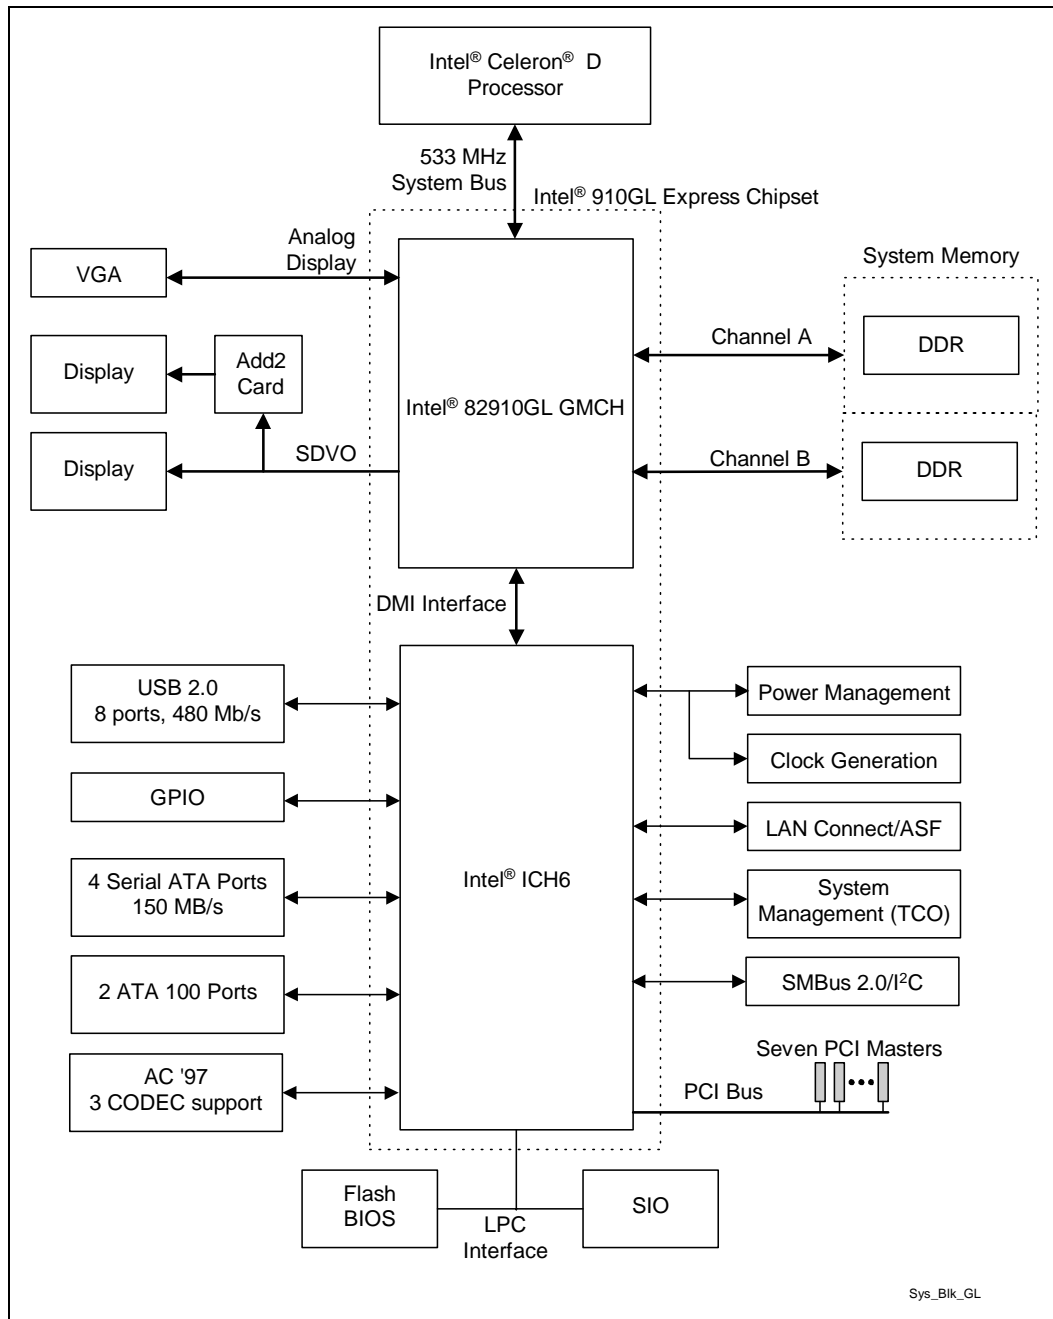 Intel® Celeron® D
Processor
533 MHz
System Bus
Intel® 910GL Express Chipset
Analog
Display
VGA
System Memory
Channel A
DDR
Display
Add2
Card
Intel® 82910GL GMCH
SDVO
Display
Channel B
DDR
DMI Interface
USB 2.0
8 ports, 480 Mb/s
Power Management
Clock Generation
GPIO
LAN Connect/ASF
4 Serial ATA Ports
150 MB/s
Intel® ICH6
System
Management (TCO)
2 ATA 100 Ports
SMBus 2.0/I²C
Seven PCI Masters
AC '97
3 CODEC support
PCI Bus
Flash
BIOS
LPC
Interface
SIO
Sys_Blk_GL